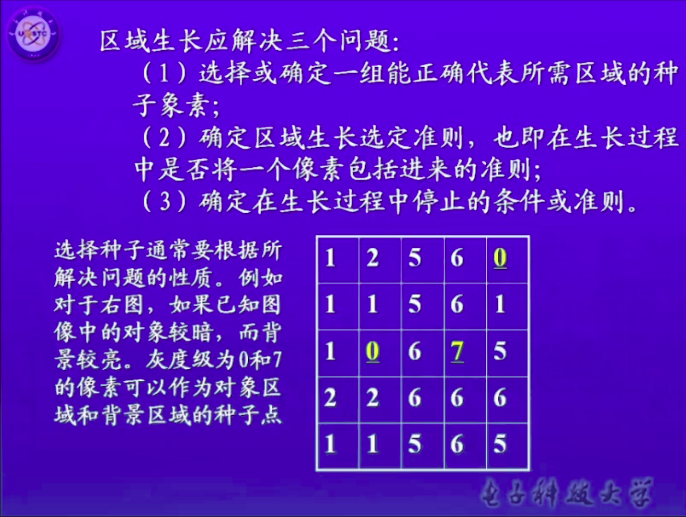 区域生长应解决三个问题:
(1)选择或确定一组能正确代表所需区域的种
子象素;
(2)确定区域生长选定准则,也即在生长过程
中是否将一个像素包括进来的准则;
(3)确定在生长过程中停止的条件或准则。
选择种子通常要根据所
解决问题的性质。例如
对于右图,如果已知图
像中的对象较暗,而背
景较亮。灰度级为0和7
的像素可以作为对象区
域和背景区域的种子点
1 2 5 6 0
1 1 5 6 1
1 0 6 7 5
2 2 6 6 6
1 1 5 6 5
电子科技大学